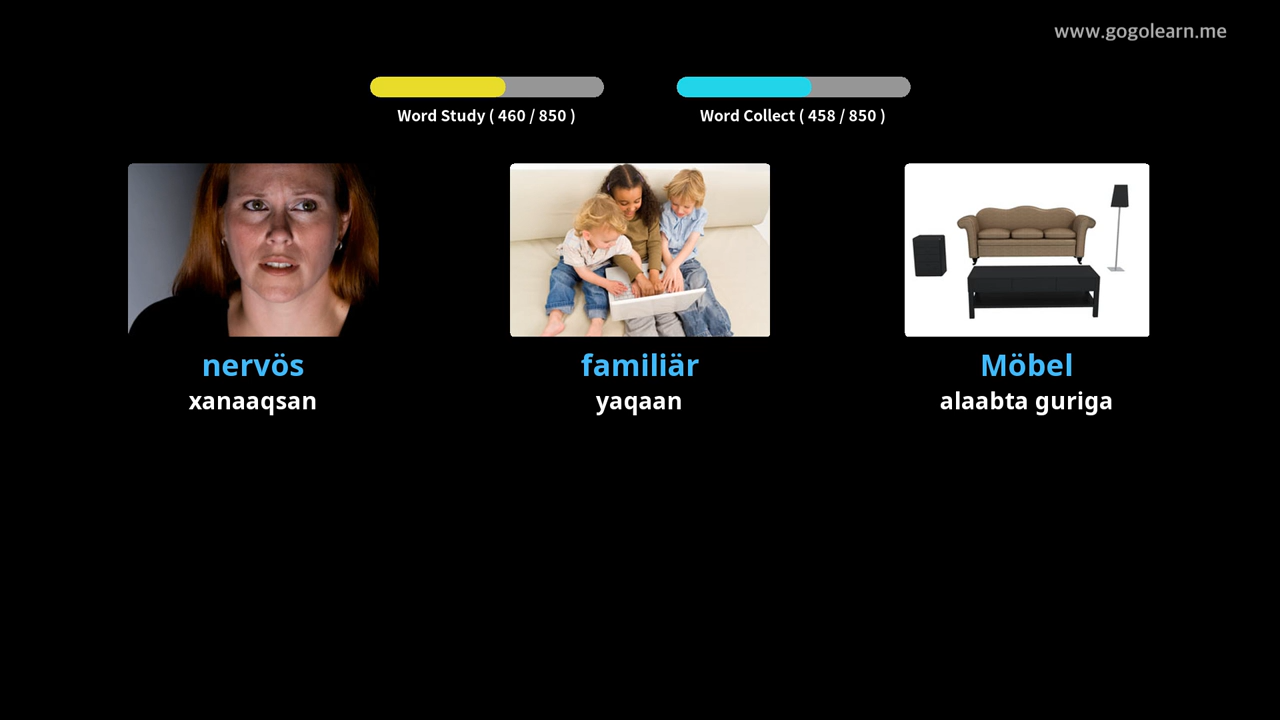 www.gogolearn.me
Word Study ( 460 / 850 )
Word Collect ( 458 / 850 )
nervös
xanaaqsan
familiär
yaqaan
Möbel
alaabta guriga